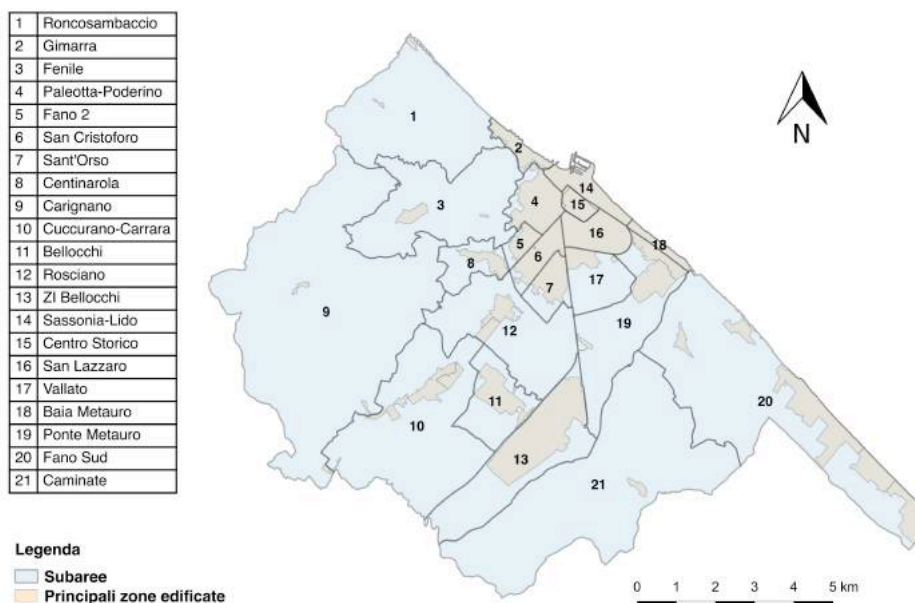 1 Roncosambaccio
2 Gimarra
3 Fenile
4 Paleotta-Poderino
5 Fano 2
6 San Cristoforo
7 Sant'Orso
8 Centinarola
9 Carignano
10 Cuccurano-Carrara
11 Bellocchi
12 Rosciano
13 ZI Bellocchi
14 Sassonia-Lido
15 Centro Storico
16 San Lazzaro
17 Vallato
18 Baia Metauro
19 Ponte Metauro
20 Fano Sud
21 Caminate
Legenda
Subaree
Principali zone edificate
1
2
14
3
4
15
16
5
18
6
8
17
7
9
19
12
11
20
10
13
21
N
0 1 2 3 4 5 km